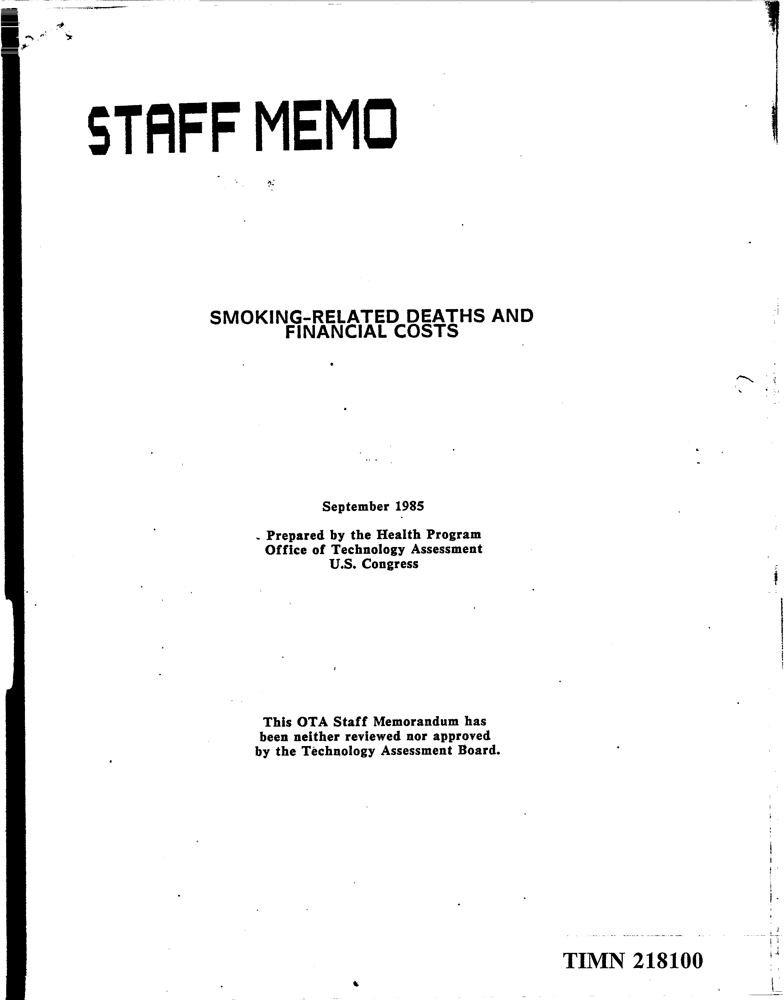 STAFF MEMO
SMOKING-RELATED DEATHS AND
FINANCIAL COSTS
September 1985
Prepared by the Health Program
Office of Technology Assessment
U.S. Congress
This OTA Staff Memorandum has
been neither reviewed nor approved
by the Technology Assessment Board.
TIMN 218100